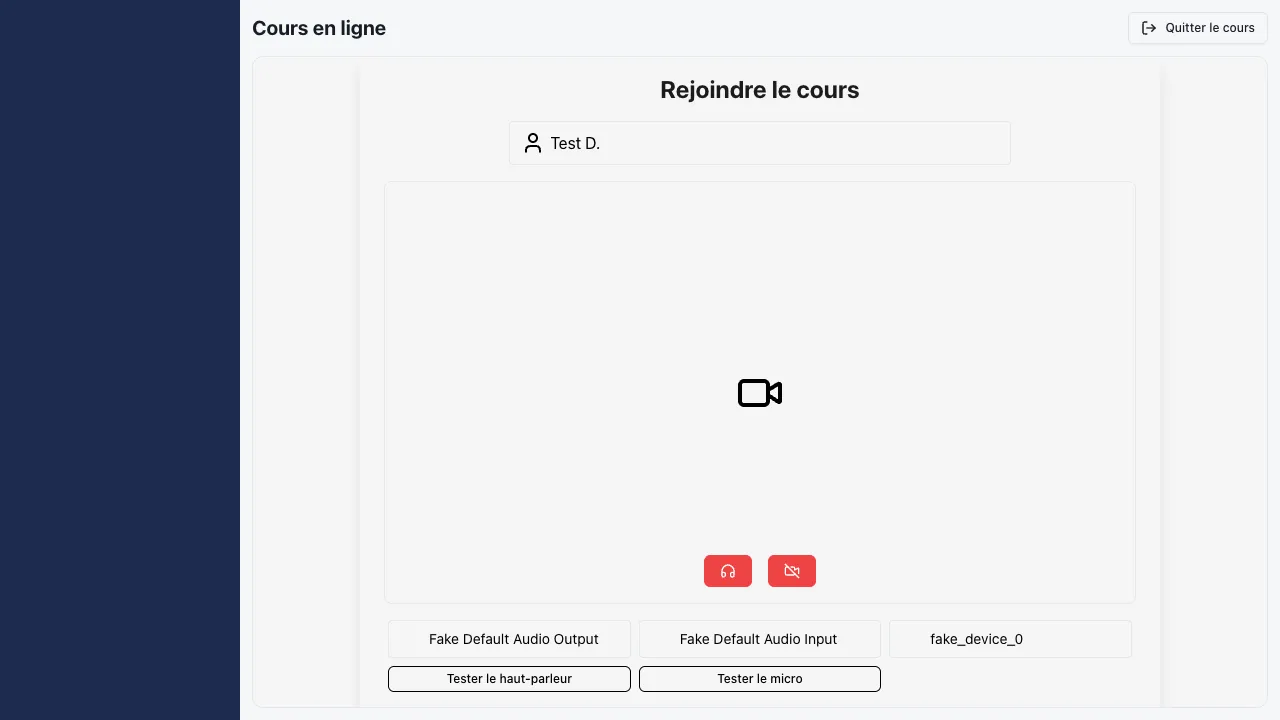 Cours en ligne
Quitter le cours
Rejoindre le cours
Test D.
Fake Default Audio Output
Fake Default Audio Input
fake_device_0
Tester le haut-parleur
Tester le micro